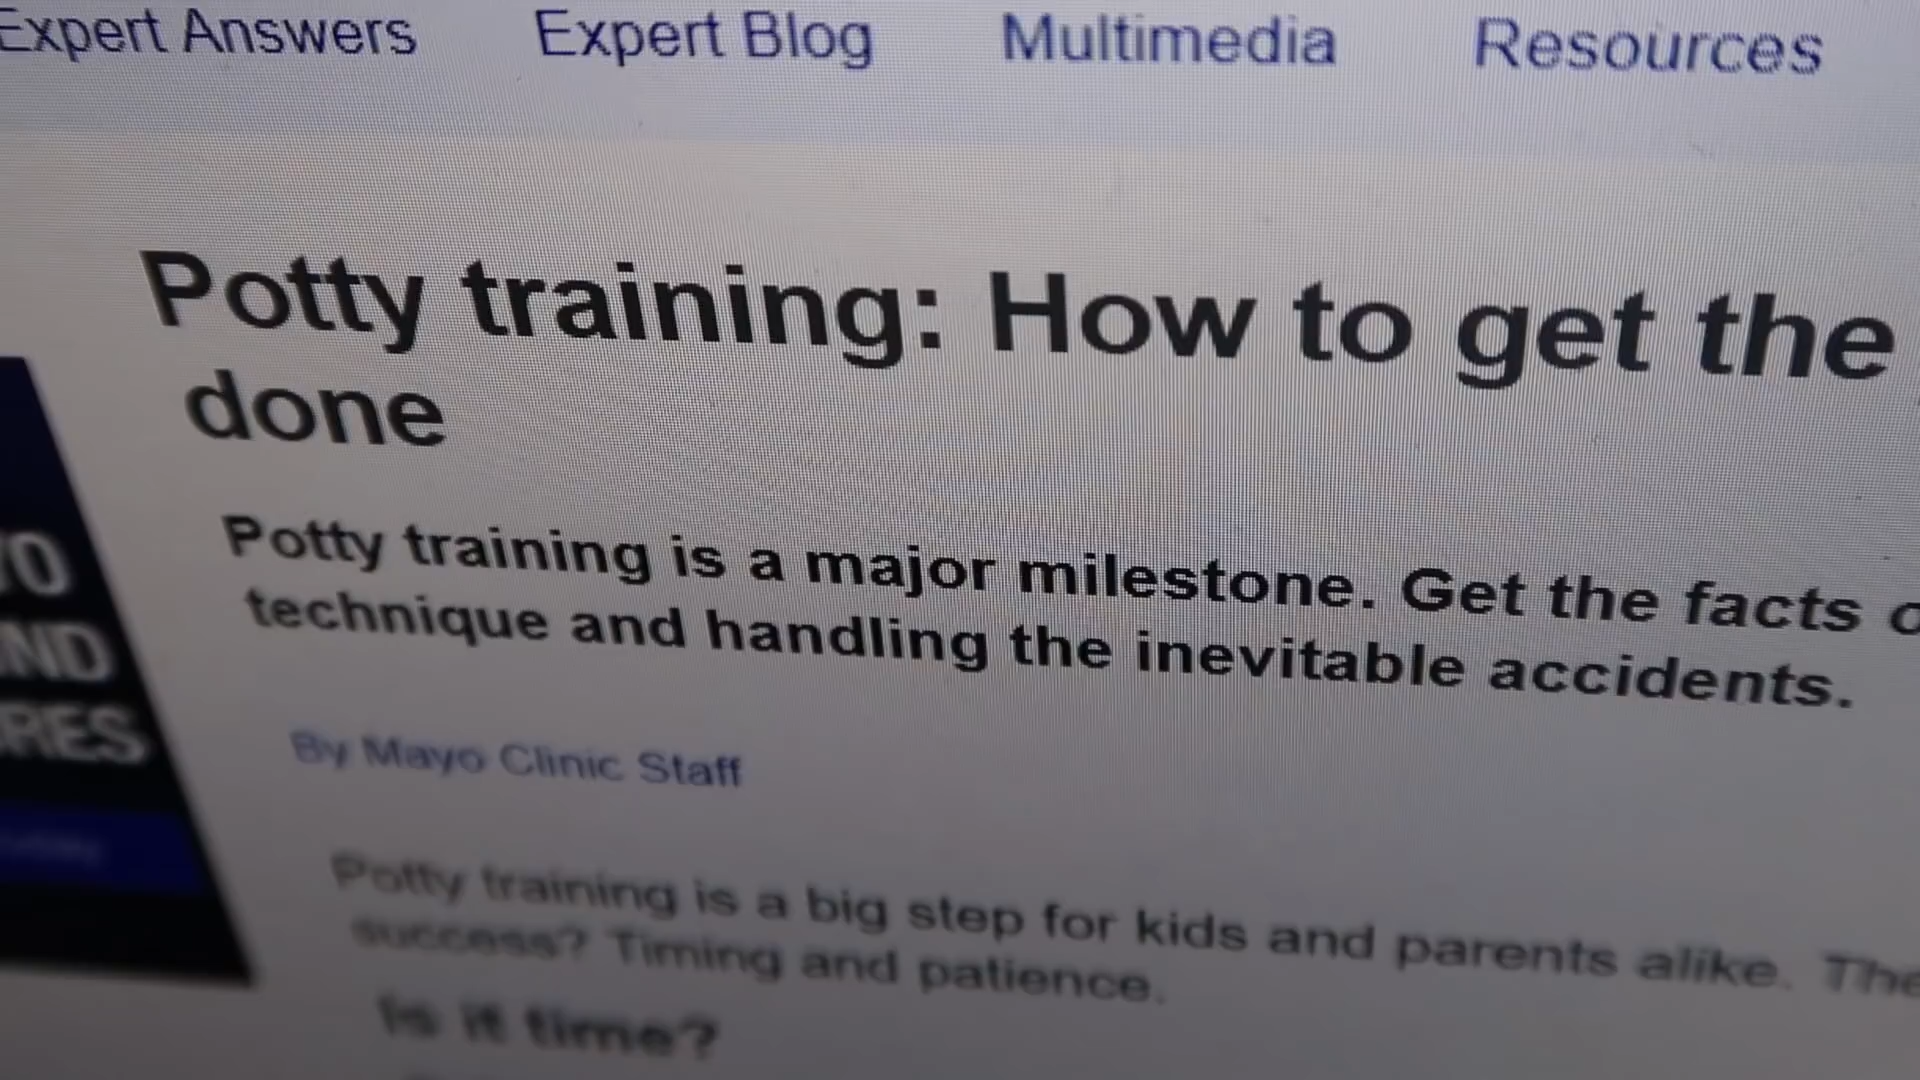 Expert Answers Expert Blog Multimedia Resources
Potty training: How to get the
done
Potty training is a major milestone. Get the facts
technique and handling the inevitable accidents.
By Mayo Clinic Staff
Potty training is a big step for kids and parents alike. The
success? Timing and patience.
Is it time?